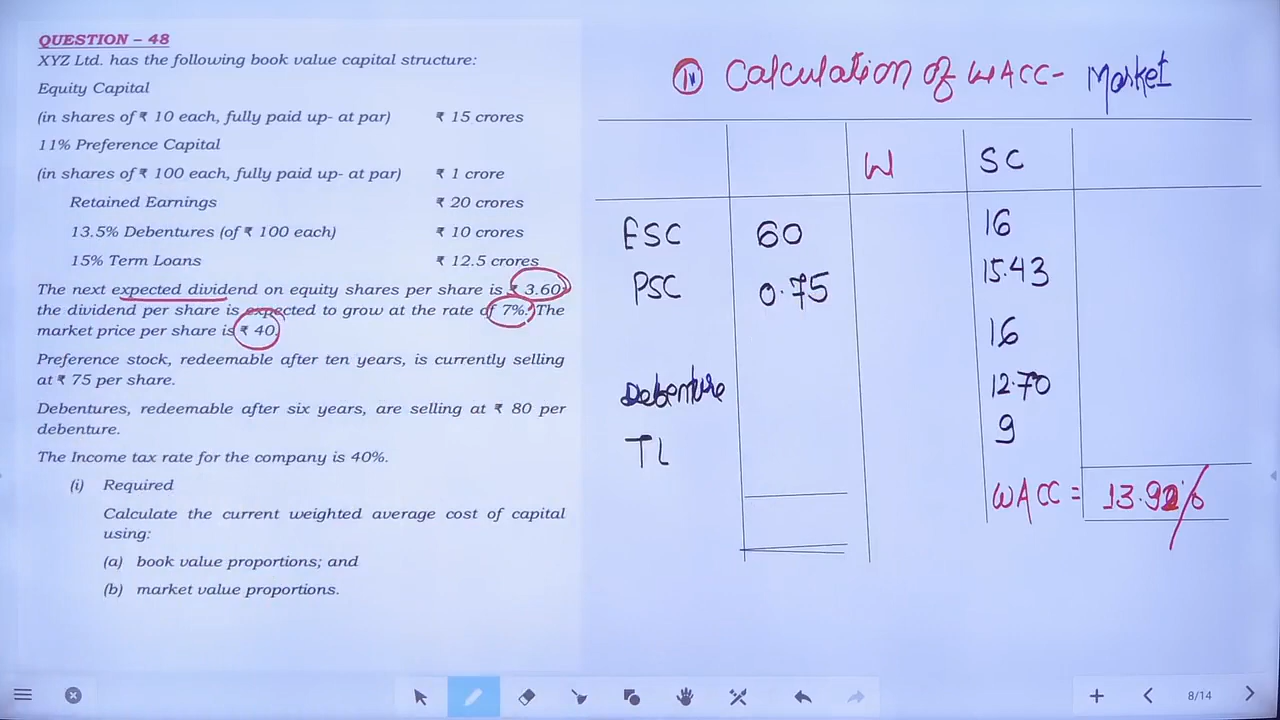 QUESTION – 48
XYZ Ltd. has the following book value capital structure:
Equity Capital
(in shares of ₹ 10 each, fully paid up- at par) ₹ 15 crores
11% Preference Capital
(in shares of ₹ 100 each, fully paid up- at par) ₹ 1 crore
Retained Earnings ₹ 20 crores
13.5% Debentures (of ₹ 100 each) ₹ 10 crores
15% Term Loans ₹ 12.5 crores
The next expected dividend on equity shares per share is ₹ 3.60;
the dividend per share is expected to grow at the rate of 7%. The
market price per share is ₹ 40.
Preference stock, redeemable after ten years, is currently selling
at ₹ 75 per share.
Debentures, redeemable after six years, are selling at ₹ 80 per
debenture.
The Income tax rate for the company is 40%.
(i) Required
Calculate the current weighted average cost of capital
using:
(a) book value proportions; and
(b) market value proportions.
(iv) Calculation of WACC- Market
W SC
ESC 60 16
PSC 0.75 15.43
16
Debenture 12.70
TL 9
WACC = 13.92%
8/14